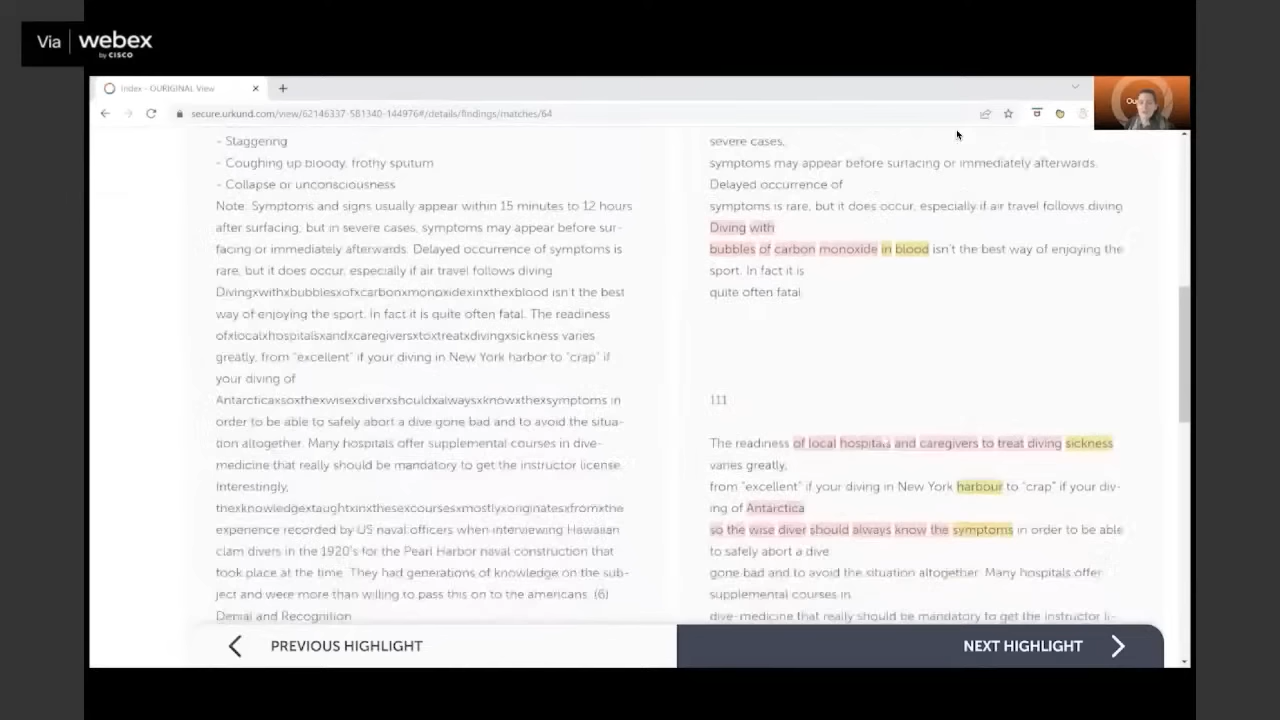 Via webex
by CISCO
Index - OURIGINAL View
secure.urkund.com/view/62146337-581340-144976#/details/findings/matches/64
- Staggering
- Coughing up bloody, frothy sputum
- Collapse or unconsciousness
Note: Symptoms and signs usually appear within 15 minutes to 12 hours
after surfacing, but in severe cases, symptoms may appear before sur-
facing or immediately afterwards. Delayed occurrence of symptoms is
rare, but it does occur, especially if air travel follows diving
Divingxwithxbubblesxofxcarbonxmonoxidexinxthexblood isn t the best
way of enjoying the sport. In fact it is quite often fatal. The readiness
ofxlocalxhospitalsxandxcaregiversxtoxtreatxdivingxsickness varies
greatly, from "excellent" if your diving in New York harbor to "crap" if
your diving of
Antarcticaxsoxthexwisexdiverxshouldxalwaysxknowxthexsymptoms in
order to be able to safely abort a dive gone bad and to avoid the situa-
tion altogether. Many hospitals offer supplemental courses in dive-
medicine that really should be mandatory to get the instructor license.
Interestingly,
thexknowledgextaughtxinxthesexcoursesxmostlyxoriginatesxfromxthe
experience recorded by US naval officers when interviewing Hawaiian
clam divers in the 1920's for the Pearl Harbor naval construction that
took place at the time. They had generations of knowledge on the sub-
ject and were more than willing to pass this on to the americans. (6)
Denial and Recognition
severe cases,
symptoms may appear before surfacing or immediately afterwards.
Delayed occurrence of
symptoms is rare, but it does occur, especially if air travel follows diving
Diving with
bubbles of carbon monoxide in blood isn't the best way of enjoying the
sport. In fact it is
quite often fatal
111
The readiness of local hospitals and caregivers to treat diving sickness
varies greatly,
from "excellent" if your diving in New York harbour to "crap" if your div-
ing of Antarctica
so the wise diver should always know the symptoms in order to be able
to safely abort a dive
gone bad and to avoid the situation altogether. Many hospitals offer
supplemental courses in
dive-medicine that really should be mandatory to get the instructor li-
PREVIOUS HIGHLIGHT
NEXT HIGHLIGHT